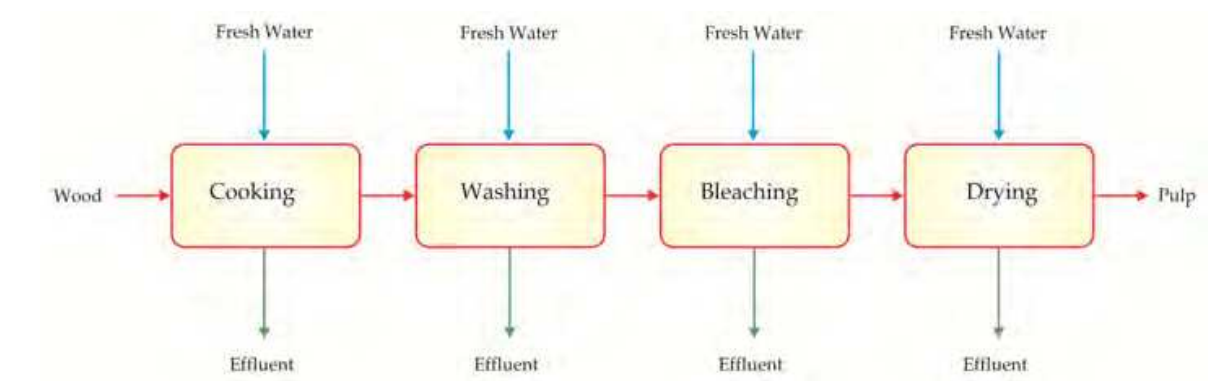 Fresh Water Fresh Water Fresh Water Fresh Water
Wood Cooking Washing Bleaching Drying Pulp
Effluent Effluent Effluent Effluent